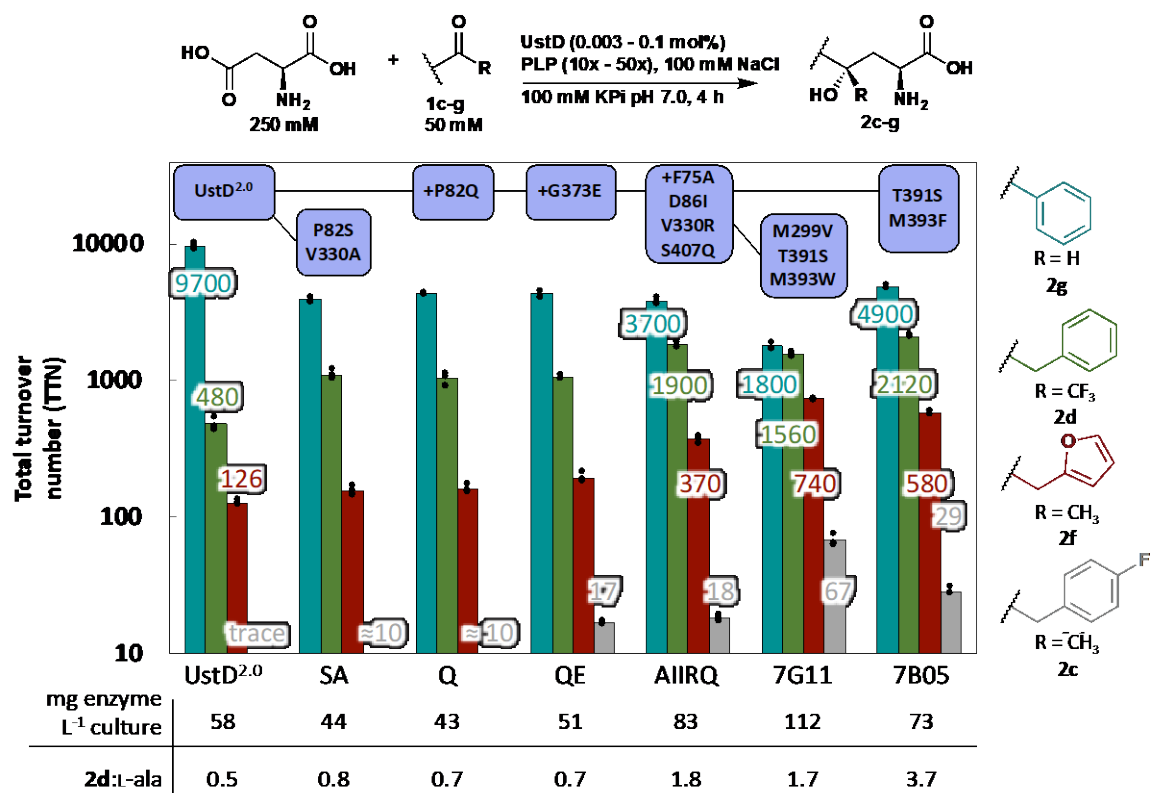 O
O
HO
OH
O
NH₂
250 mM
+
O
R
1c-g
50 mM
UstD (0.003 - 0.1 mol%)
PLP (10x - 50x), 100 mM NaCl
100 mM KPi pH 7.0, 4 h
O
OH
HO
R
NH₂
2c-g
UstD²·⁰
P82S
V330A
+P82Q
+G373E
+F75A
D86I
V330R
S407Q
M299V
T391S
M393W
T391S
M393F
Total turnover
number (TTN)
10000
1000
100
10
9700
480
126
trace
≈10
≈10
17
3700
1900
370
18
1800
1560
740
67
4900
2120
580
29
R = H
2g
R = CF₃
2d
O
R = CH₃
2f
F
R = CH₃
2c
UstD²·⁰ SA Q QE AIIRQ 7G11 7B05
mg enzyme
L⁻¹ culture 58 44 43 51 83 112 73
2d:L-ala 0.5 0.8 0.7 0.7 1.8 1.7 3.7